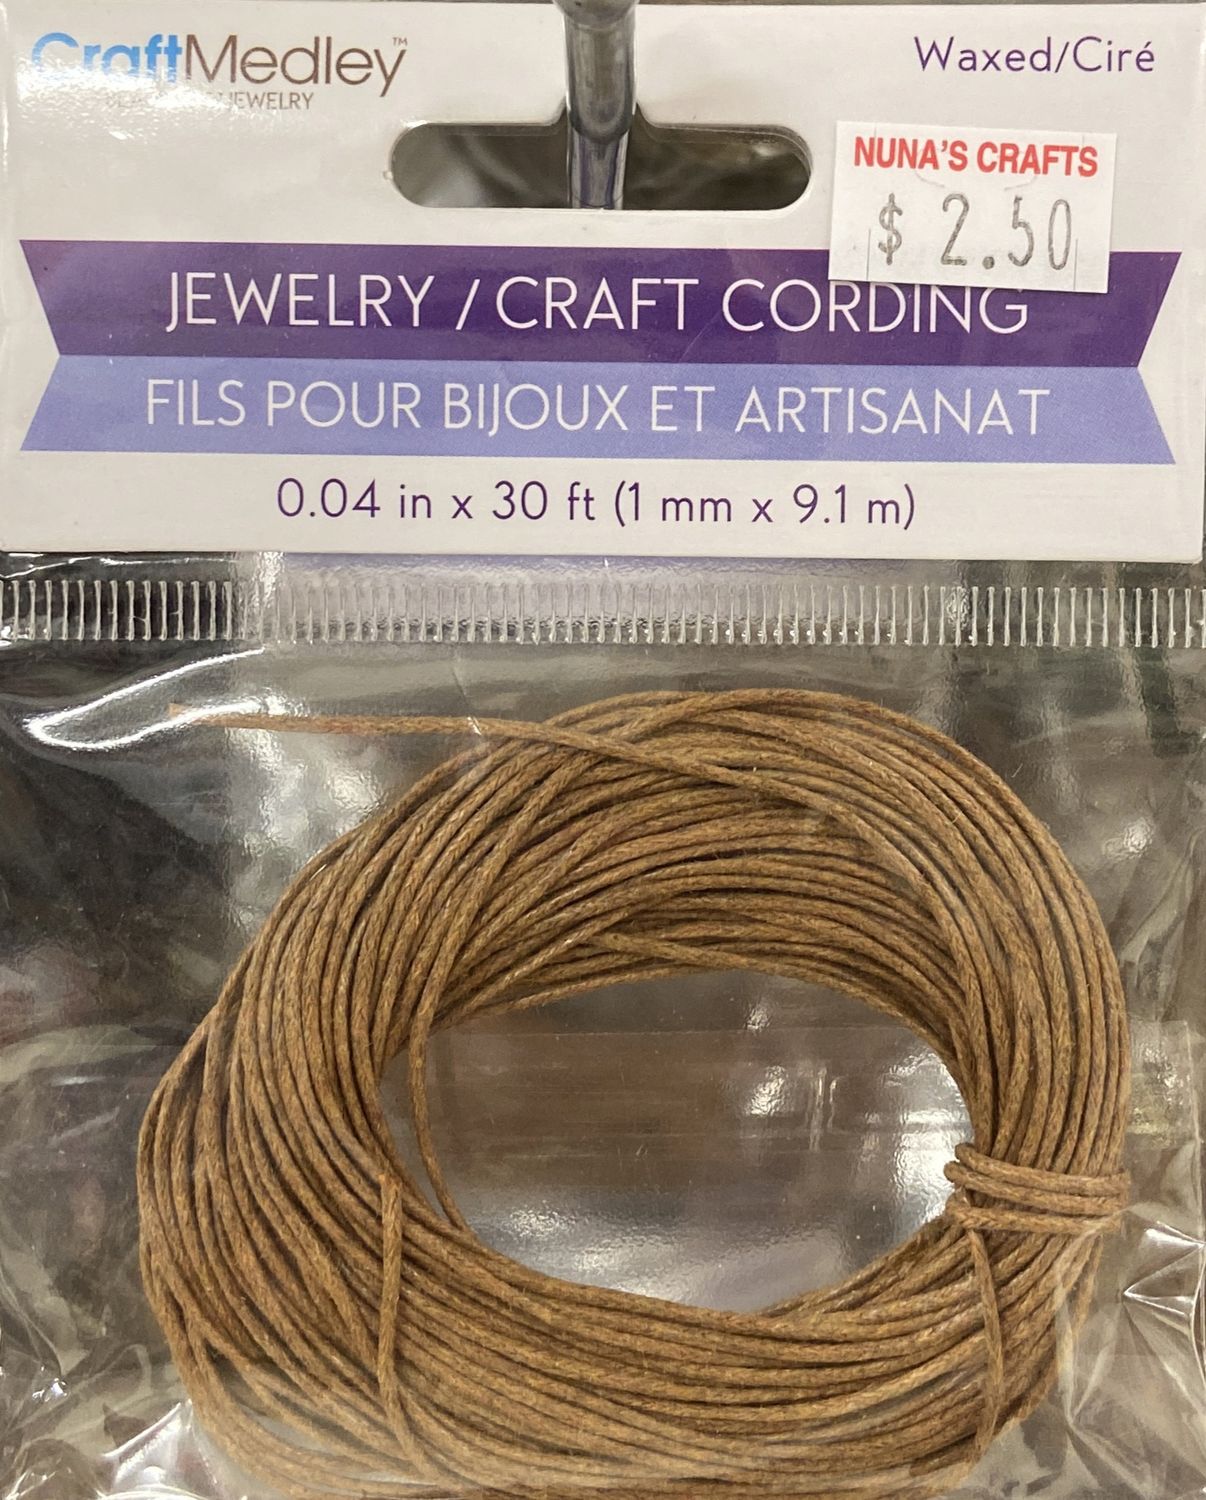 CraftMedley™
JEWELRY
Waxed/Ciré
NUNA'S CRAFTS
$ 2.50
JEWELRY / CRAFT CORDING
FILS POUR BIJOUX ET ARTISANAT
0.04 in x 30 ft (1 mm x 9.1 m)